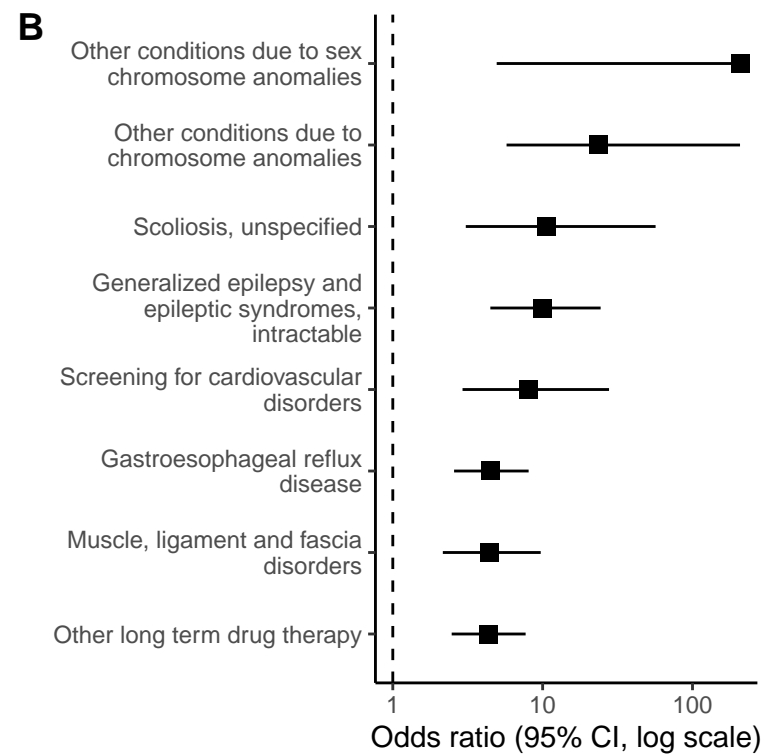 B
Other conditions due to sex
chromosome anomalies
Other conditions due to
chromosome anomalies
Scoliosis, unspecified
Generalized epilepsy and
epileptic syndromes,
intractable
Screening for cardiovascular
disorders
Gastroesophageal reflux
disease
Muscle, ligament and fascia
disorders
Other long term drug therapy
1 10 100
Odds ratio (95% CI, log scale)